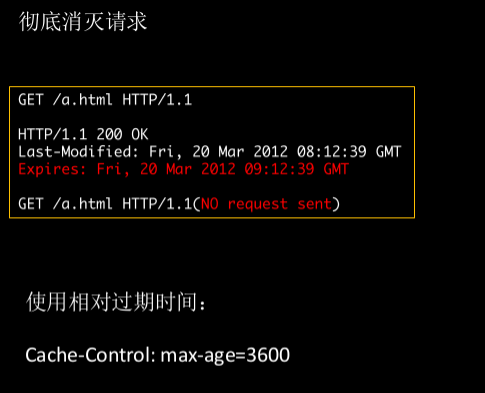 彻底消灭请求
GET /a.html HTTP/1.1
HTTP/1.1 200 OK
Last-Modified: Fri, 20 Mar 2012 08:12:39 GMT
Expires: Fri, 20 Mar 2012 09:12:39 GMT
GET /a.html HTTP/1.1(NO request sent)
使用相对过期时间：
Cache-Control: max-age=3600